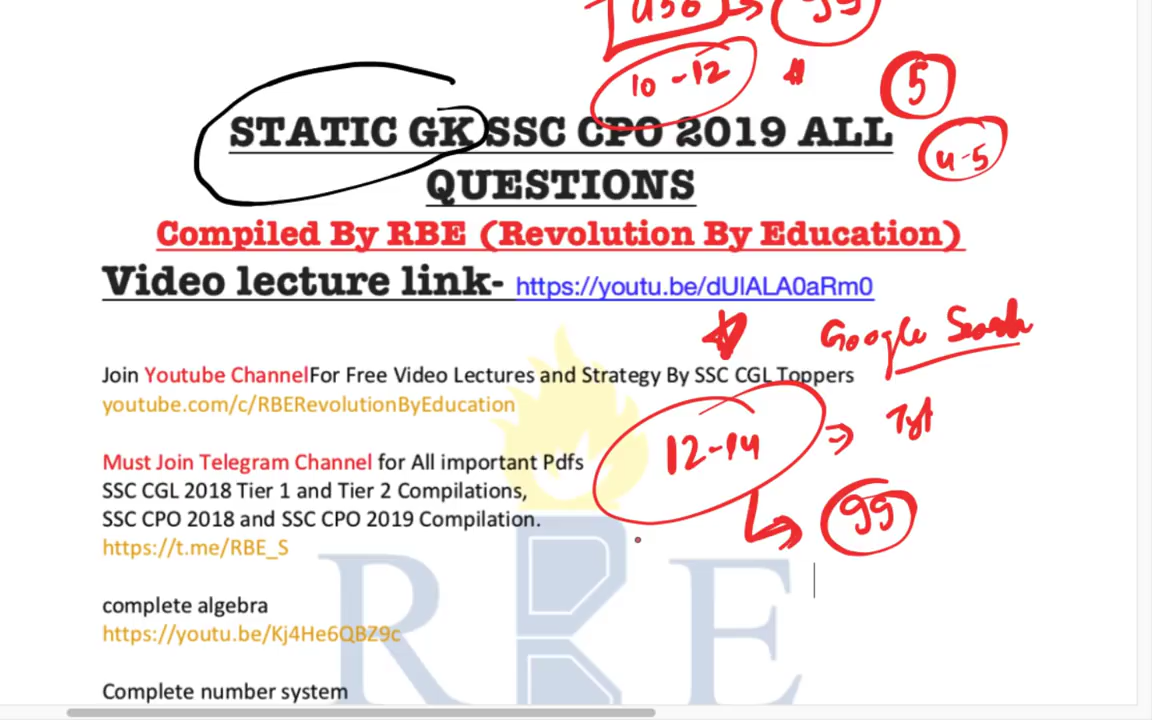 10-12
5
STATIC GK SSC CPO 2019 ALL
4-5
QUESTIONS
Compiled By RBE (Revolution By Education)
Video lecture link- https://youtu.be/dUlALA0aRm0
Google Search
Join Youtube ChannelFor Free Video Lectures and Strategy By SSC CGL Toppers
youtube.com/c/RBERevolutionByEducation
12-14
Must Join Telegram Channel for All important Pdfs
SSC CGL 2018 Tier 1 and Tier 2 Compilations,
SSC CPO 2018 and SSC CPO 2019 Compilation.
99
https://t.me/RBE_S
RBE
complete algebra
https://youtu.be/Kj4He6QBZ9c
Complete number system